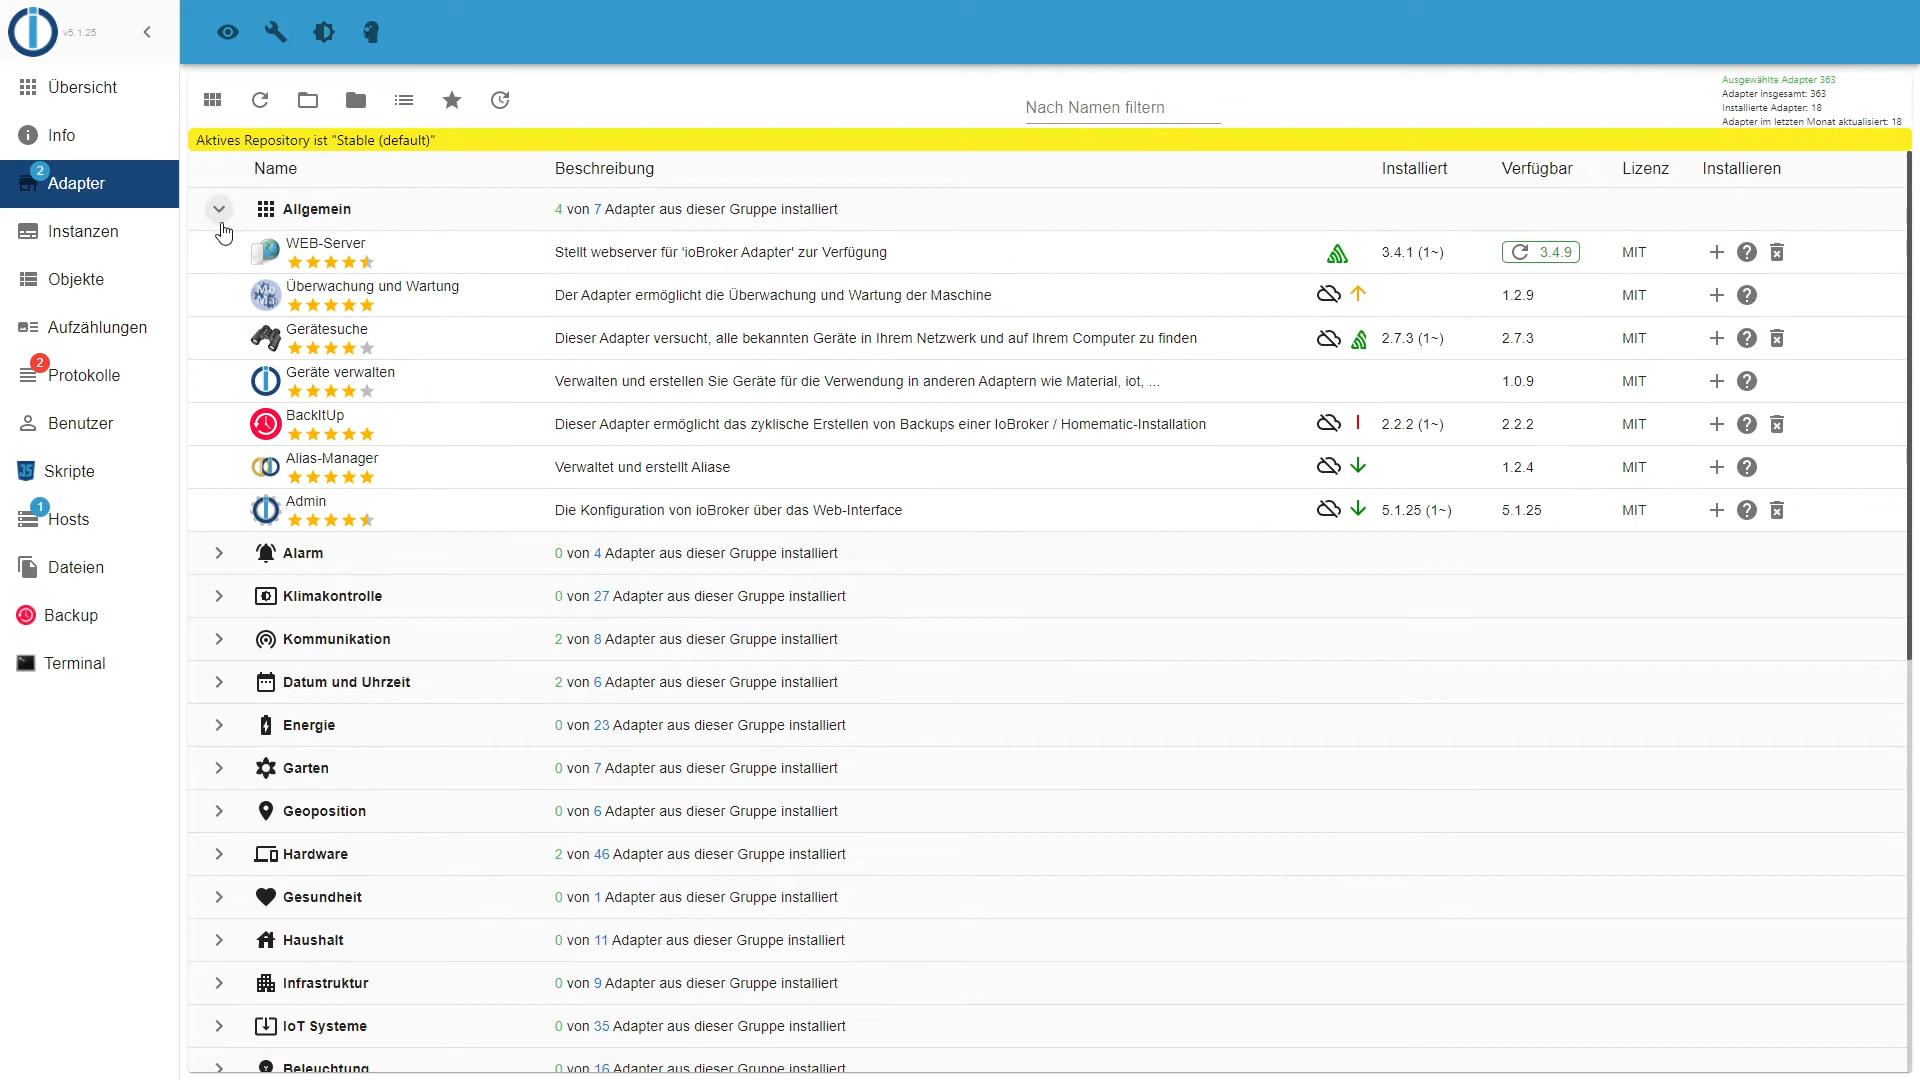 v5.1.25
Übersicht
Info
2
Adapter
Instanzen
Objekte
Aufzählungen
2
Protokolle
Benutzer
Skripte
1
Hosts
Dateien
Backup
Terminal
Nach Namen filtern
Ausgewählte Adapter 363
Adapter insgesamt: 363
Installierte Adapter: 18
Adapter im letzten Monat aktualisiert: 18
Aktives Repository ist "Stable (default)"
Name Beschreibung Installiert Verfügbar Lizenz Installieren
Allgemein 4 von 7 Adapter aus dieser Gruppe installiert
WEB-Server Stellt webserver für 'ioBroker Adapter' zur Verfügung 3.4.1 (1~) 3.4.9 MIT
Überwachung und Wartung Der Adapter ermöglicht die Überwachung und Wartung der Maschine 1.2.9 MIT
Gerätesuche Dieser Adapter versucht, alle bekannten Geräte in Ihrem Netzwerk und auf Ihrem Computer zu finden 2.7.3 (1~) 2.7.3 MIT
Geräte verwalten Verwalten und erstellen Sie Geräte für die Verwendung in anderen Adaptern wie Material, iot, ... 1.0.9 MIT
BackItUp Dieser Adapter ermöglicht das zyklische Erstellen von Backups einer IoBroker / Homematic-Installation 2.2.2 (1~) 2.2.2 MIT
Alias-Manager Verwaltet und erstellt Aliase 1.2.4 MIT
Admin Die Konfiguration von ioBroker über das Web-Interface 5.1.25 (1~) 5.1.25 MIT
Alarm 0 von 4 Adapter aus dieser Gruppe installiert
Klimakontrolle 0 von 27 Adapter aus dieser Gruppe installiert
Kommunikation 2 von 8 Adapter aus dieser Gruppe installiert
Datum und Uhrzeit 2 von 6 Adapter aus dieser Gruppe installiert
Energie 0 von 23 Adapter aus dieser Gruppe installiert
Garten 0 von 7 Adapter aus dieser Gruppe installiert
Geoposition 0 von 6 Adapter aus dieser Gruppe installiert
Hardware 2 von 46 Adapter aus dieser Gruppe installiert
Gesundheit 0 von 1 Adapter aus dieser Gruppe installiert
Haushalt 0 von 11 Adapter aus dieser Gruppe installiert
Infrastruktur 0 von 9 Adapter aus dieser Gruppe installiert
IoT Systeme 0 von 35 Adapter aus dieser Gruppe installiert
Beleuchtung 0 von 16 Adapter aus dieser Gruppe installiert